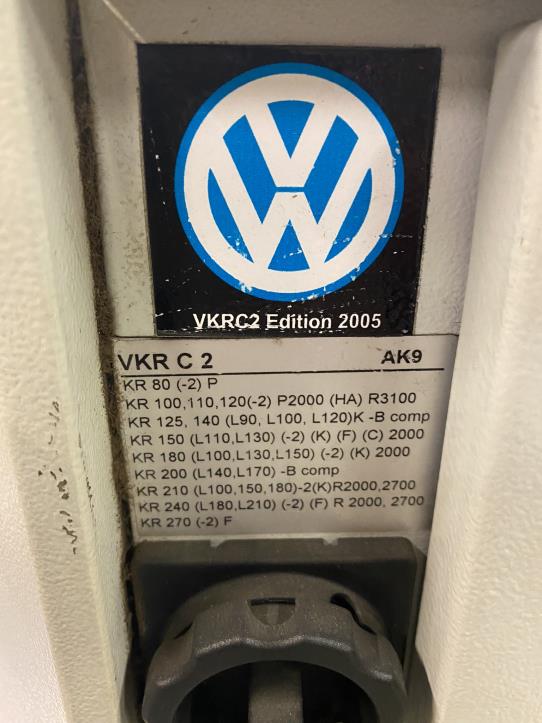 VW
VKRC2 Edition 2005
VKR C 2 AK9
KR 80 (-2) P
KR 100,110,120(-2) P2000 (HA) R3100
KR 125, 140 (L90, L100, L120)K -B comp
KR 150 (L110,L130) (-2) (K) (F) (C) 2000
KR 180 (L100,L130,L150) (-2) (K) 2000
KR 200 (L140,L170) -B comp
KR 210 (L100,150,180)-2(K)R2000,2700
KR 240 (L180,L210) (-2) (F) R 2000, 2700
KR 270 (-2) F